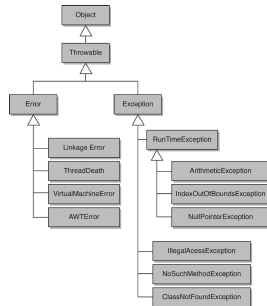 Object
Throwable
Error
Exception
Linkage Error
ThreadDeath
VirtualMachineError
AWTError
RunTimeException
ArithmeticException
IndexOutOfBoundsException
NullPointerException
IllegalAcessException
NoSuchMethodException
ClassNotFoundException